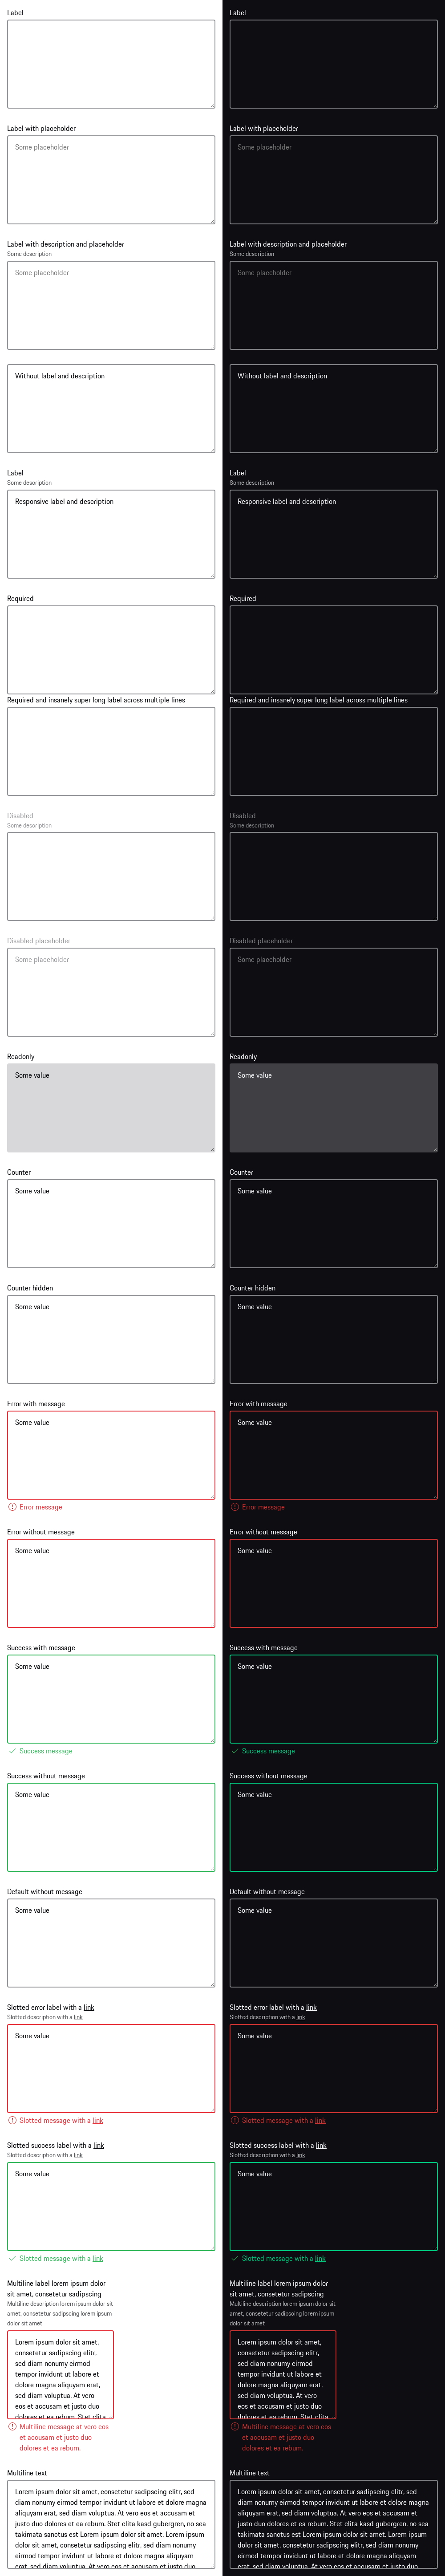 Label
Label with placeholder
Some placeholder
Label with description and placeholder
Some description
Some placeholder
Without label and description
Label
Some description
Responsive label and description
Required
Required and insanely super long label across multiple lines
Disabled
Some description
Disabled placeholder
Some placeholder
Readonly
Some value
Counter
Some value
Counter hidden
Some value
Error with message
Some value
Error message
Error without message
Some value
Success with message
Some value
Success message
Success without message
Some value
Default without message
Some value
Slotted error label with a link
Slotted description with a link
Some value
Slotted message with a link
Slotted success label with a link
Slotted description with a link
Some value
Slotted message with a link
Multiline label lorem ipsum dolor
sit amet, consetetur sadipscing
Multiline description lorem ipsum dolor sit
amet, consetetur sadipscing lorem ipsum
dolor sit amet
Lorem ipsum dolor sit amet,
consetetur sadipscing elitr,
sed diam nonumy eirmod
tempor invidunt ut labore et
dolore magna aliquyam erat,
sed diam voluptua. At vero
eos et accusam et justo duo
dolores et ea rebum. Stet clita
Multiline message at vero eos
et accusam et justo duo
dolores et ea rebum.
Multiline text
Lorem ipsum dolor sit amet, consetetur sadipscing elitr, sed
diam nonumy eirmod tempor invidunt ut labore et dolore magna
aliquyam erat, sed diam voluptua. At vero eos et accusam et
justo duo dolores et ea rebum. Stet clita kasd gubergren, no sea
takimata sanctus est Lorem ipsum dolor sit amet. Lorem ipsum
dolor sit amet, consetetur sadipscing elitr, sed diam nonumy
eirmod tempor invidunt ut labore et dolore magna aliquyam
erat, sed diam voluptua. At vero eos et accusam et justo duo
Label
Label with placeholder
Some placeholder
Label with description and placeholder
Some description
Some placeholder
Without label and description
Label
Some description
Responsive label and description
Required
Required and insanely super long label across multiple lines
Disabled
Some description
Disabled placeholder
Some placeholder
Readonly
Some value
Counter
Some value
Counter hidden
Some value
Error with message
Some value
Error message
Error without message
Some value
Success with message
Some value
Success message
Success without message
Some value
Default without message
Some value
Slotted error label with a link
Slotted description with a link
Some value
Slotted message with a link
Slotted success label with a link
Slotted description with a link
Some value
Slotted message with a link
Multiline label lorem ipsum dolor
sit amet, consetetur sadipscing
Multiline description lorem ipsum dolor sit
amet, consetetur sadipscing lorem ipsum
dolor sit amet
Lorem ipsum dolor sit amet,
consetetur sadipscing elitr,
sed diam nonumy eirmod
tempor invidunt ut labore et
dolore magna aliquyam erat,
sed diam voluptua. At vero
eos et accusam et justo duo
dolores et ea rebum. Stet clita
Multiline message at vero eos
et accusam et justo duo
dolores et ea rebum.
Multiline text
Lorem ipsum dolor sit amet, consetetur sadipscing elitr, sed
diam nonumy eirmod tempor invidunt ut labore et dolore magna
aliquyam erat, sed diam voluptua. At vero eos et accusam et
justo duo dolores et ea rebum. Stet clita kasd gubergren, no sea
takimata sanctus est Lorem ipsum dolor sit amet. Lorem ipsum
dolor sit amet, consetetur sadipscing elitr, sed diam nonumy
eirmod tempor invidunt ut labore et dolore magna aliquyam
erat, sed diam voluptua. At vero eos et accusam et justo duo